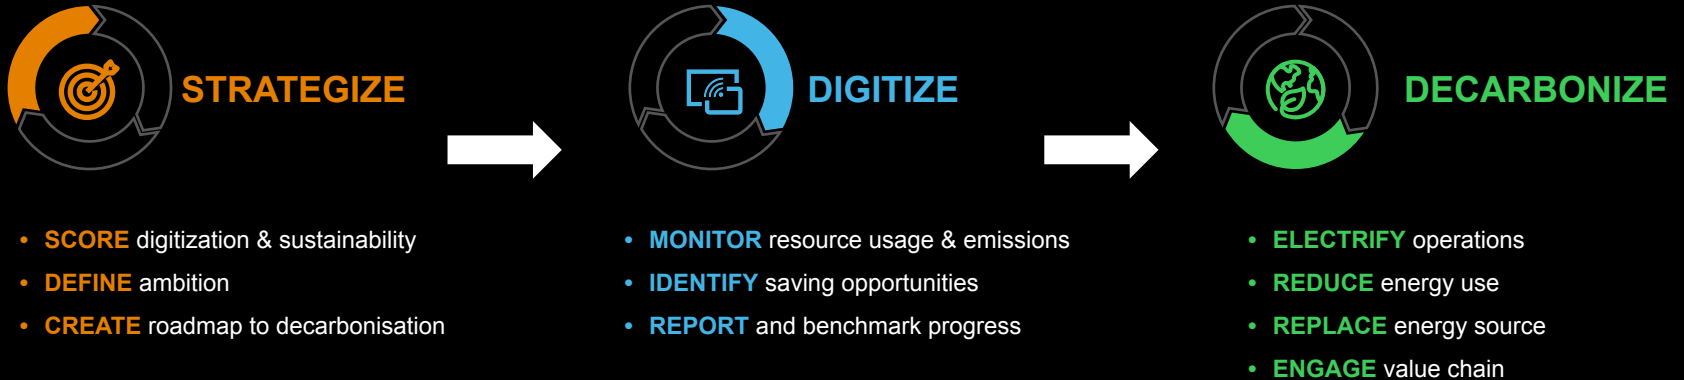 STRATEGIZE
• SCORE digitization & sustainability
• DEFINE ambition
• CREATE roadmap to decarbonisation
DIGITIZE
• MONITOR resource usage & emissions
• IDENTIFY saving opportunities
• REPORT and benchmark progress
DECARBONIZE
• ELECTRIFY operations
• REDUCE energy use
• REPLACE energy source
• ENGAGE value chain